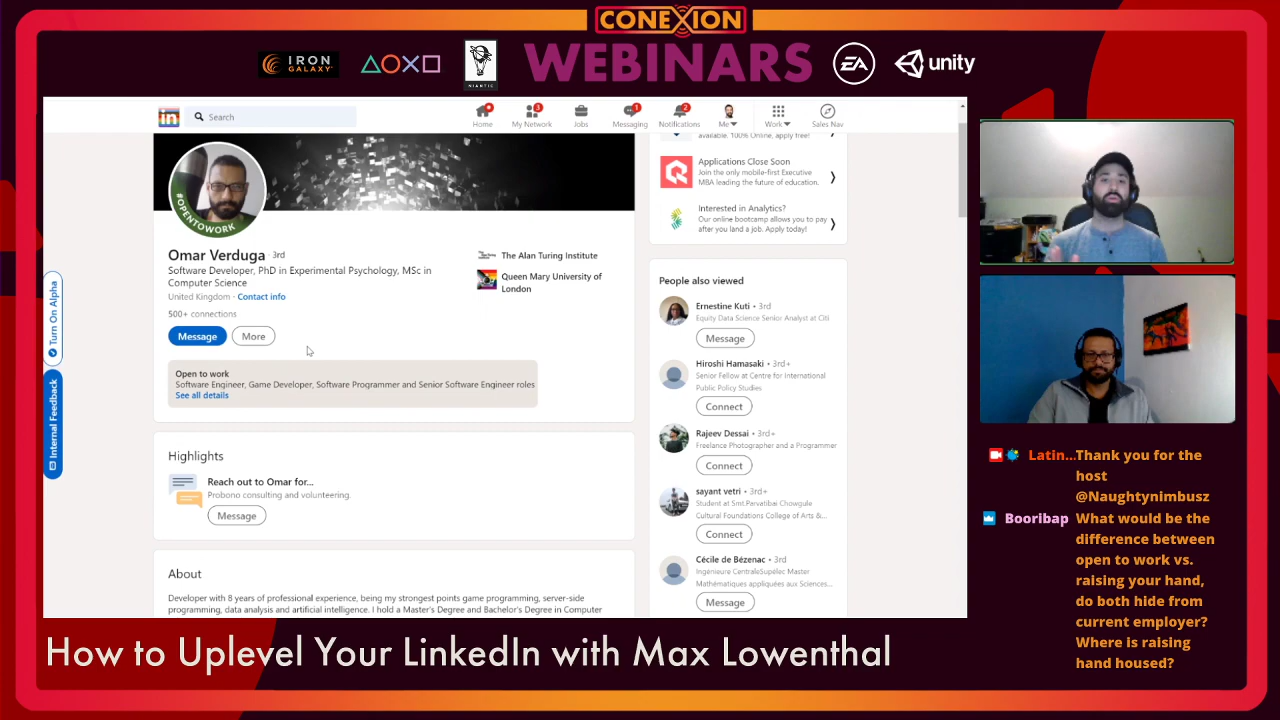 CONEXION
IRON
GALAXY
NIANTIC
WEBINARS
EA
unity
in
Search
Home
3
My Network
Jobs
1
Messaging
2
Notifications
Me
Work
Sales Nav
#OPENTOWORK
Omar Verduga · 3rd
Software Developer, PhD in Experimental Psychology, MSc in
Computer Science
United Kingdom · Contact info
500+ connections
Message
More
The Alan Turing Institute
Queen Mary University of
London
Open to work
Software Engineer, Game Developer, Software Programmer and Senior Software Engineer roles
See all details
Highlights
Reach out to Omar for...
Probono consulting and volunteering.
Message
About
Developer with 8 years of professional experience, being my strongest points game programming, server-side
programming, data analysis and artificial intelligence. I hold a Master's Degree and Bachelor's Degree in Computer
Turn On Alpha
Internal Feedback
available. 100% Online, apply free!
Applications Close Soon
Join the only mobile-first Executive
MBA leading the future of education.
Interested in Analytics?
Our online bootcamp allows you to pay
after you land a job. Apply today!
People also viewed
Ernestine Kuti • 3rd
Equity Data Science Senior Analyst at Citi
Message
Hiroshi Hamasaki • 3rd+
Senior Fellow at Centre for International
Public Policy Studies
Connect
Rajeev Dessai • 3rd+
Freelance Photographer and a Programmer
Connect
sayant vetri • 3rd+
Student at Smt.Parvatibai Chowgule
Cultural Foundations College of Arts &...
Connect
Cécile de Bézenac • 3rd
Ingénieure CentraleSupélec Master
Mathématiques appliquées aux Sciences...
Message
Latin... Thank you for the
host
@Naughtynimbusz
Booribap What would be the
difference between
open to work vs.
raising your hand,
do both hide from
current employer?
Where is raising
hand housed?
How to Uplevel Your LinkedIn with Max Lowenthal